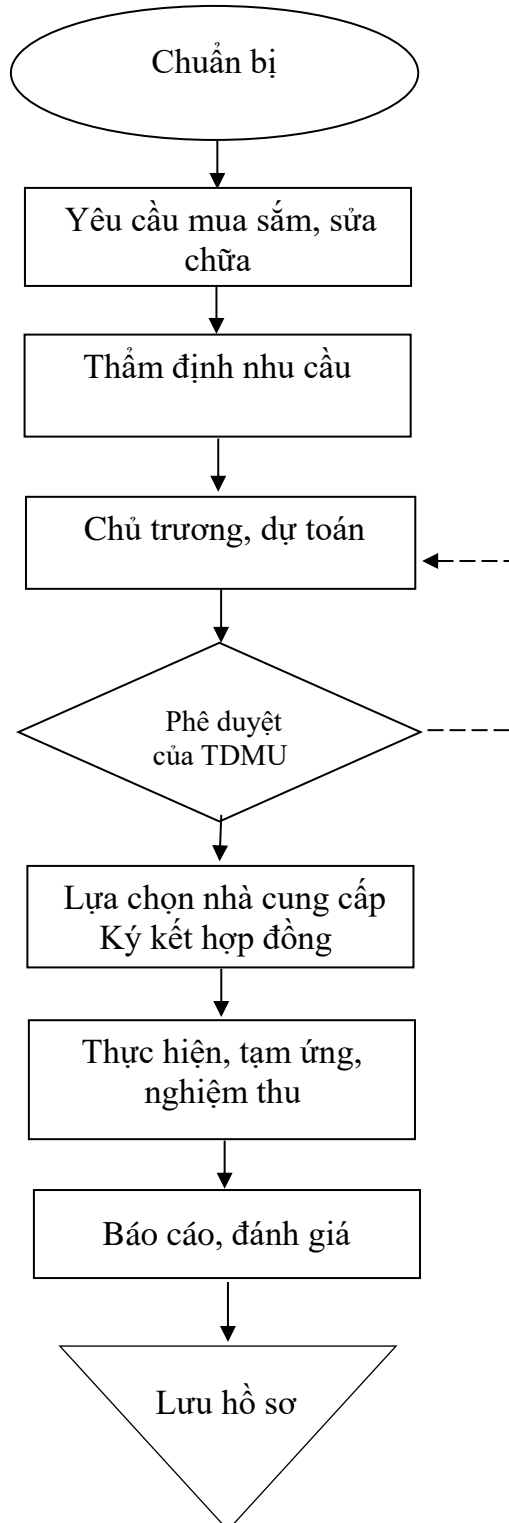 Chuẩn bị
Yêu cầu mua sắm, sửa
chữa
Thẩm định nhu cầu
Chủ trương, dự toán
Phê duyệt
của TDMU
Lựa chọn nhà cung cấp
Ký kết hợp đồng
Thực hiện, tạm ứng,
nghiệm thu
Báo cáo, đánh giá
Lưu hồ sơ